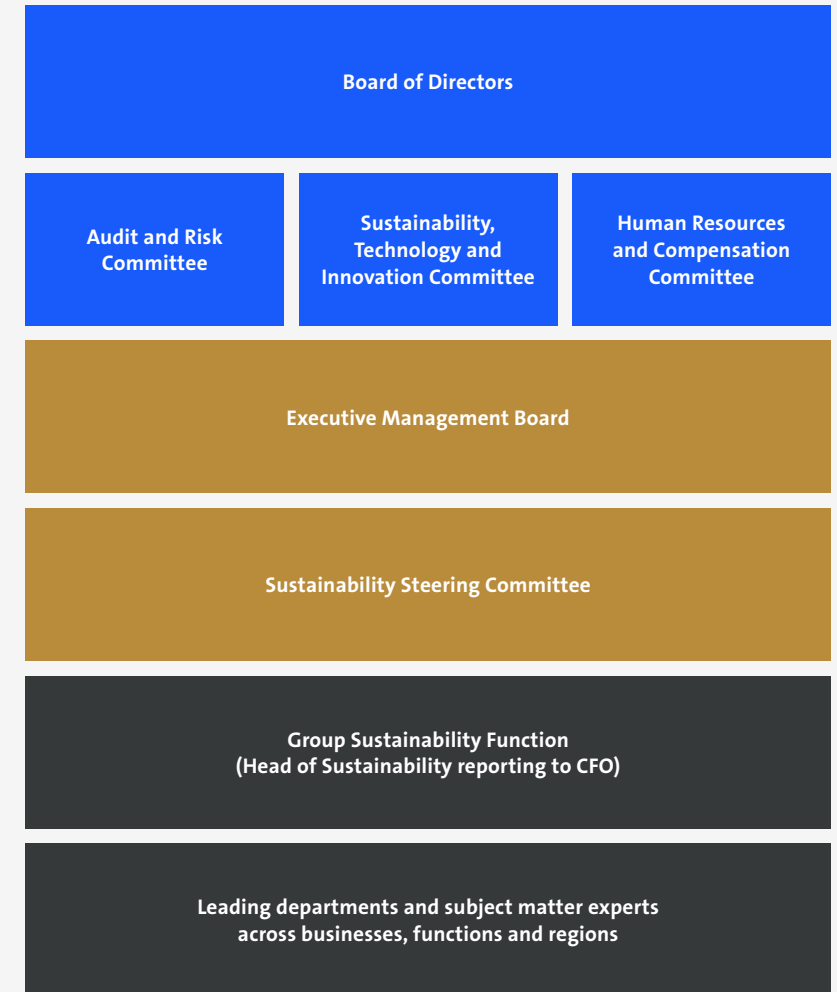 Board of Directors
Audit and Risk
Committee
Sustainability,
Technology and
Innovation Committee
Human Resources
and Compensation
Committee
Executive Management Board
Sustainability Steering Committee
Group Sustainability Function
(Head of Sustainability reporting to CFO)
Leading departments and subject matter experts
across businesses, functions and regions